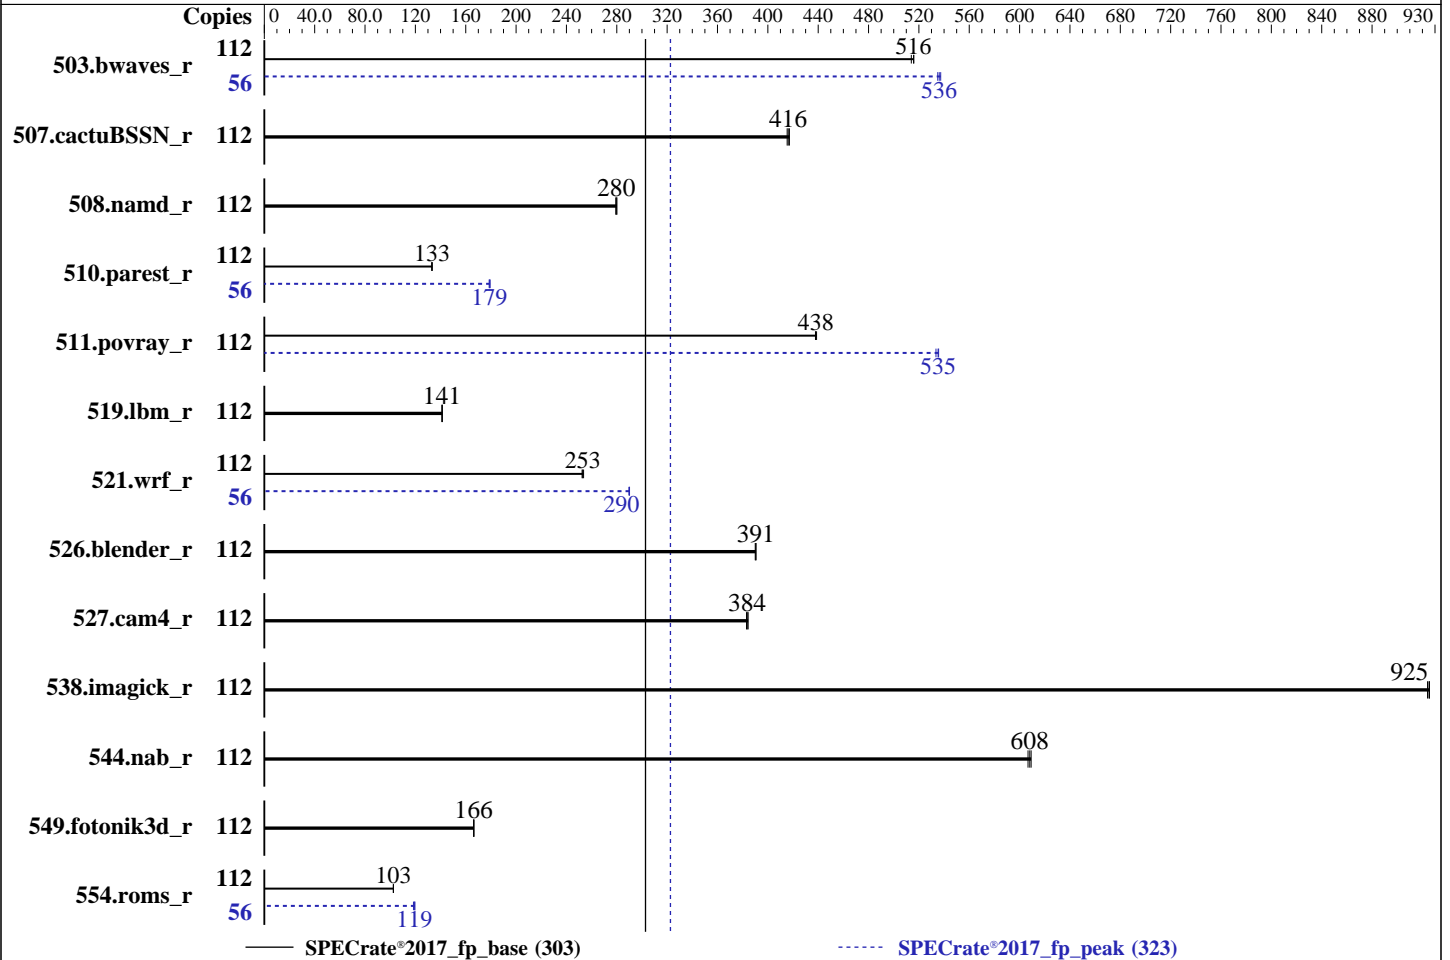 Copies 0 40.0 80.0 120 160 200 240 280 320 360 400 440 480 520 560 600 640 680 720 760 800 840 880 930
503.bwaves_r 112 516
56 536
507.cactuBSSN_r 112 416
508.namd_r 112 280
510.parest_r 112 133
56 179
511.povray_r 112 438
535
519.lbm_r 112 141
521.wrf_r 112 253
56 290
526.blender_r 112 391
527.cam4_r 112 384
538.imagick_r 112 925
544.nab_r 112 608
549.fotonik3d_r 112 166
554.roms_r 112 103
56 119
SPECrate®2017_fp_base (303) SPECrate®2017_fp_peak (323)